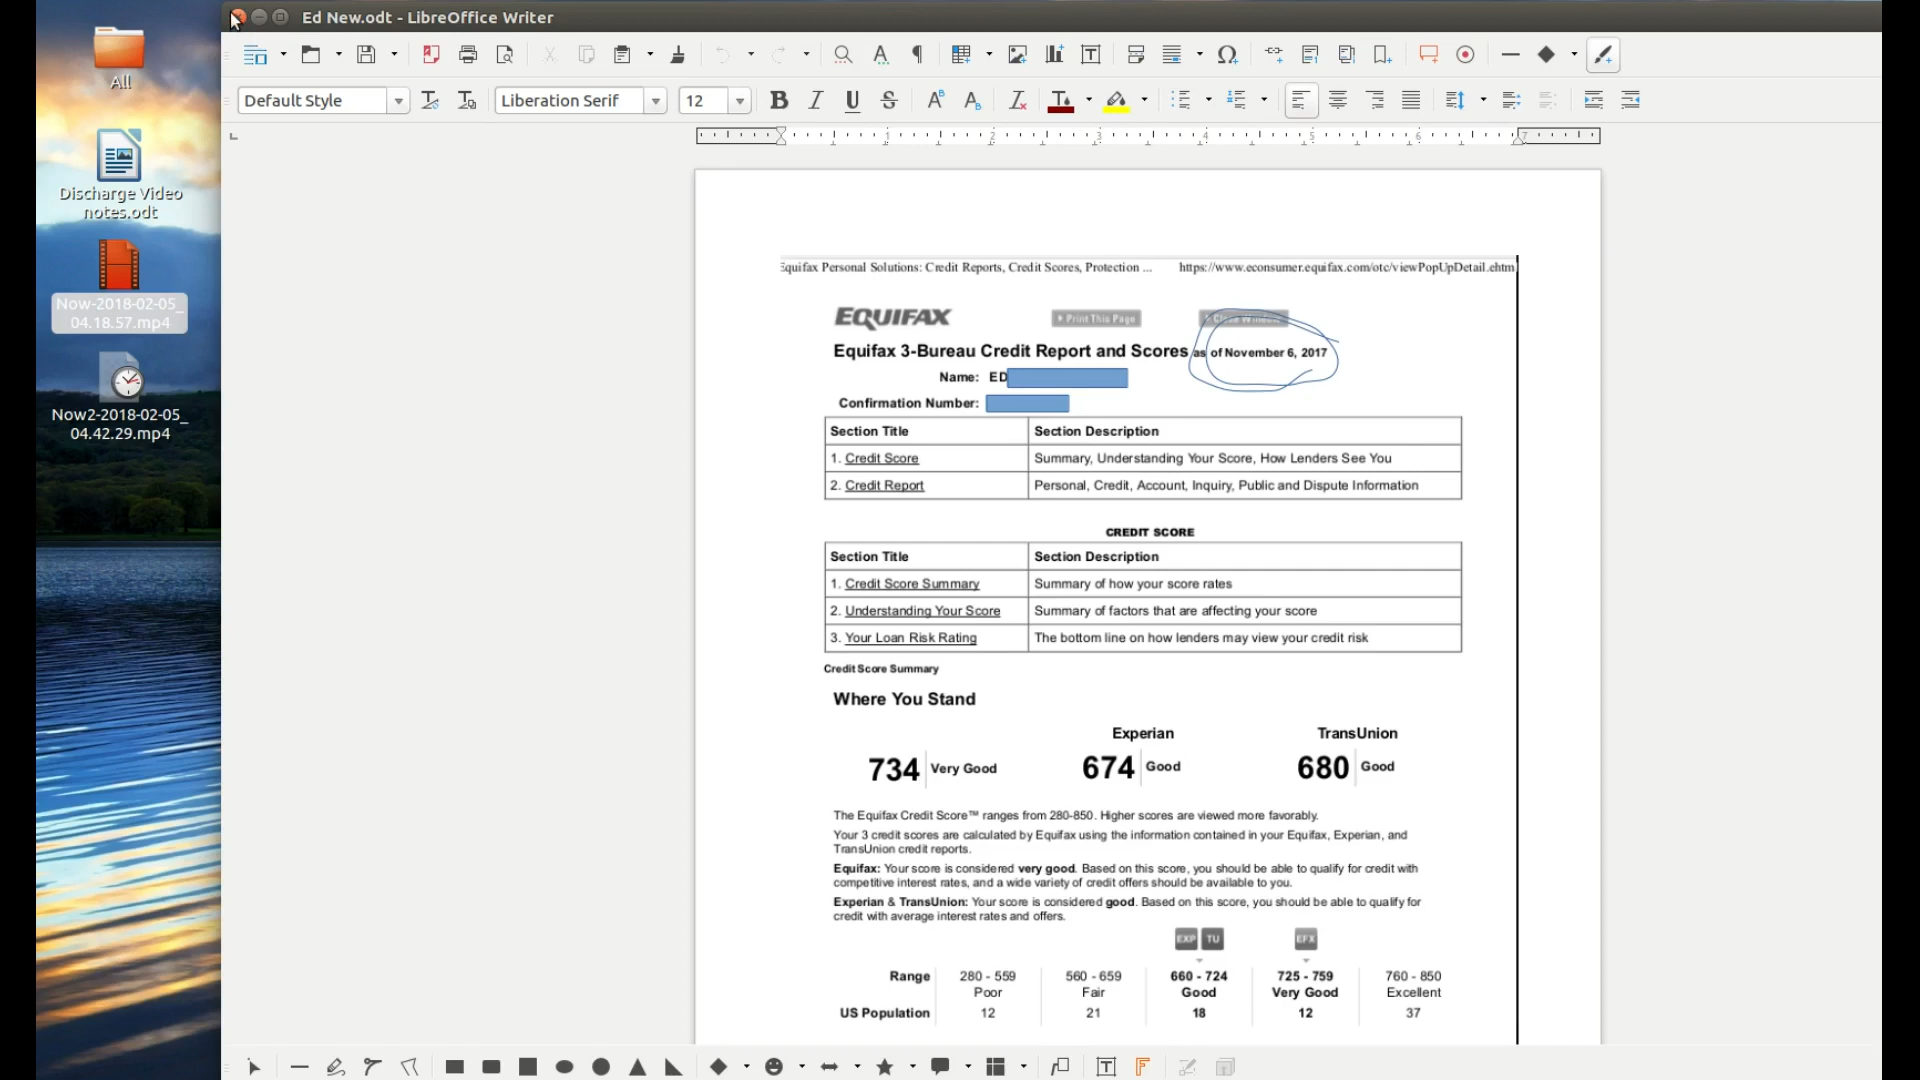 Ed New.odt - LibreOffice Writer
All
Discharge Video
notes.odt
Now-2018-02-05_
04.18.57.mp4
Now2-2018-02-05_
04.42.29.mp4
Default Style
Liberation Serif
12
1 2 3 4 5 6 7
Equifax Personal Solutions: Credit Reports, Credit Scores, Protection ... https://www.econsumer.equifax.com/otc/viewPopUpDetail.ehtm
EQUIFAX
Print This Page
Close Window
Equifax 3-Bureau Credit Report and Scores as of November 6, 2017
Name: ED
Confirmation Number:
Section Title Section Description
1. Credit Score Summary, Understanding Your Score, How Lenders See You
2. Credit Report Personal, Credit, Account, Inquiry, Public and Dispute Information
CREDIT SCORE
Section Title Section Description
1. Credit Score Summary Summary of how your score rates
2. Understanding Your Score Summary of factors that are affecting your score
3. Your Loan Risk Rating The bottom line on how lenders may view your credit risk
Credit Score Summary
Where You Stand
Experian TransUnion
734 Very Good 674 Good 680 Good
The Equifax Credit Score™ ranges from 280-850. Higher scores are viewed more favorably.
Your 3 credit scores are calculated by Equifax using the information contained in your Equifax, Experian, and
TransUnion credit reports.
Equifax: Your score is considered very good. Based on this score, you should be able to qualify for credit with
competitive interest rates, and a wide variety of credit offers should be available to you.
Experian & TransUnion: Your score is considered good. Based on this score, you should be able to qualify for
credit with average interest rates and offers.
EXP TU EFX
Range 280 - 559 560 - 659 660 - 724 725 - 759 760 - 850
Poor Fair Good Very Good Excellent
US Population 12 21 18 12 37